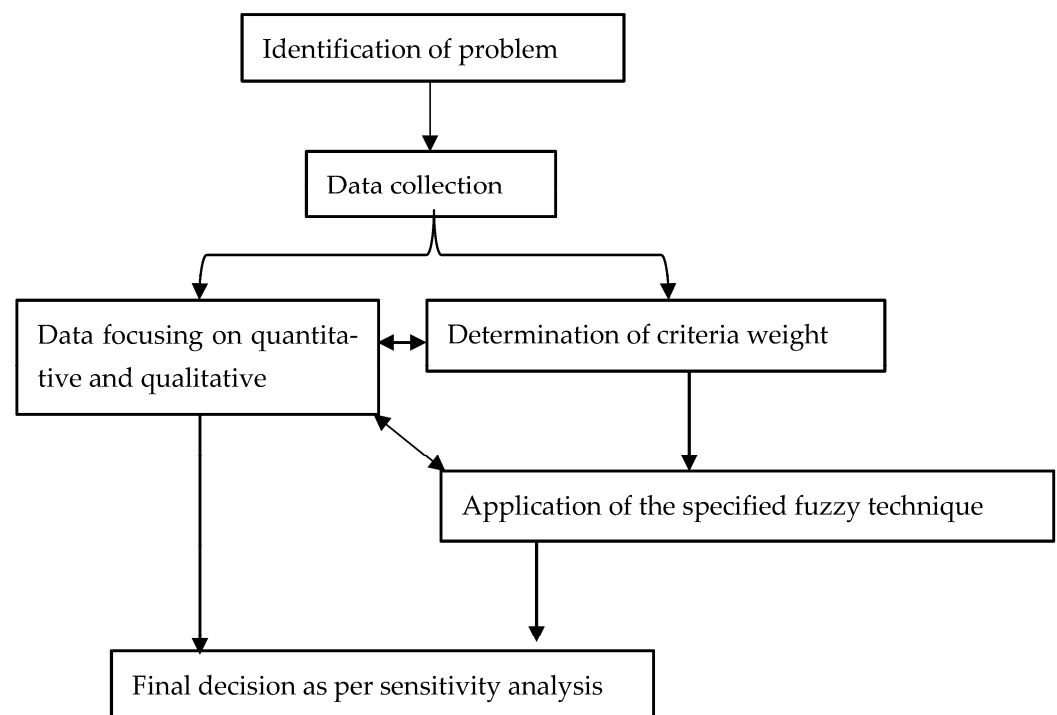 Identification of problem
Data collection
Data focusing on quantita-
tive and qualitative
Determination of criteria weight
Application of the specified fuzzy technique
Final decision as per sensitivity analysis